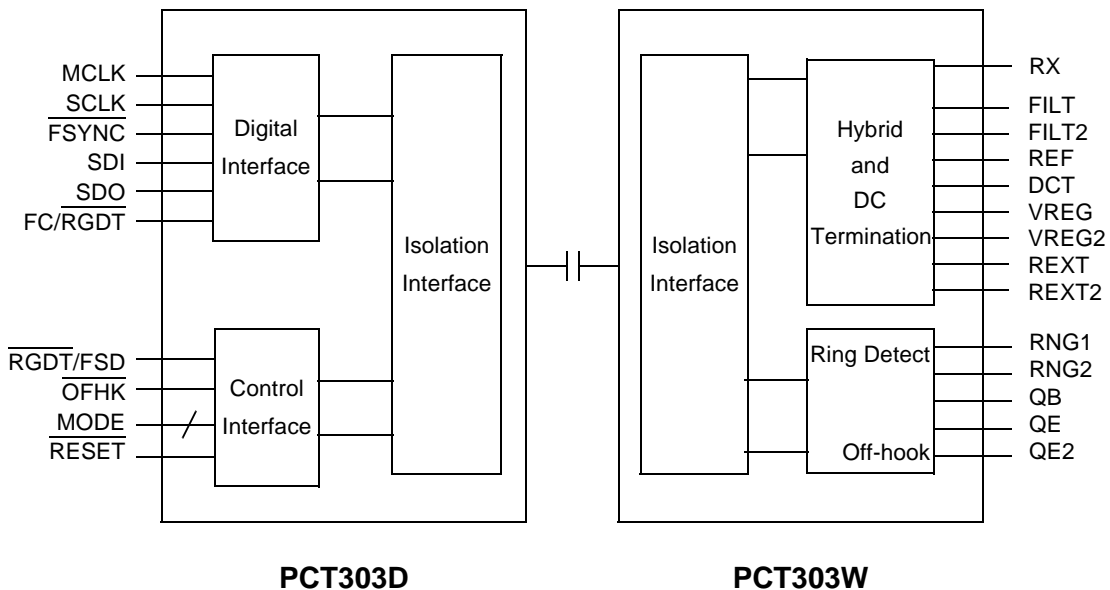 MCLK
SCLK
FSYNC
SDI
SDO
FC/RGDT
Digital
Interface
RGDT/FSD
OFHK
MODE
RESET
Control
Interface
Isolation
Interface
Isolation
Interface
Hybrid
and
DC
Termination
Ring Detect
Off-hook
RX
FILT
FILT2
REF
DCT
VREG
VREG2
REXT
REXT2
RNG1
RNG2
QB
QE
QE2
PCT303D
PCT303W